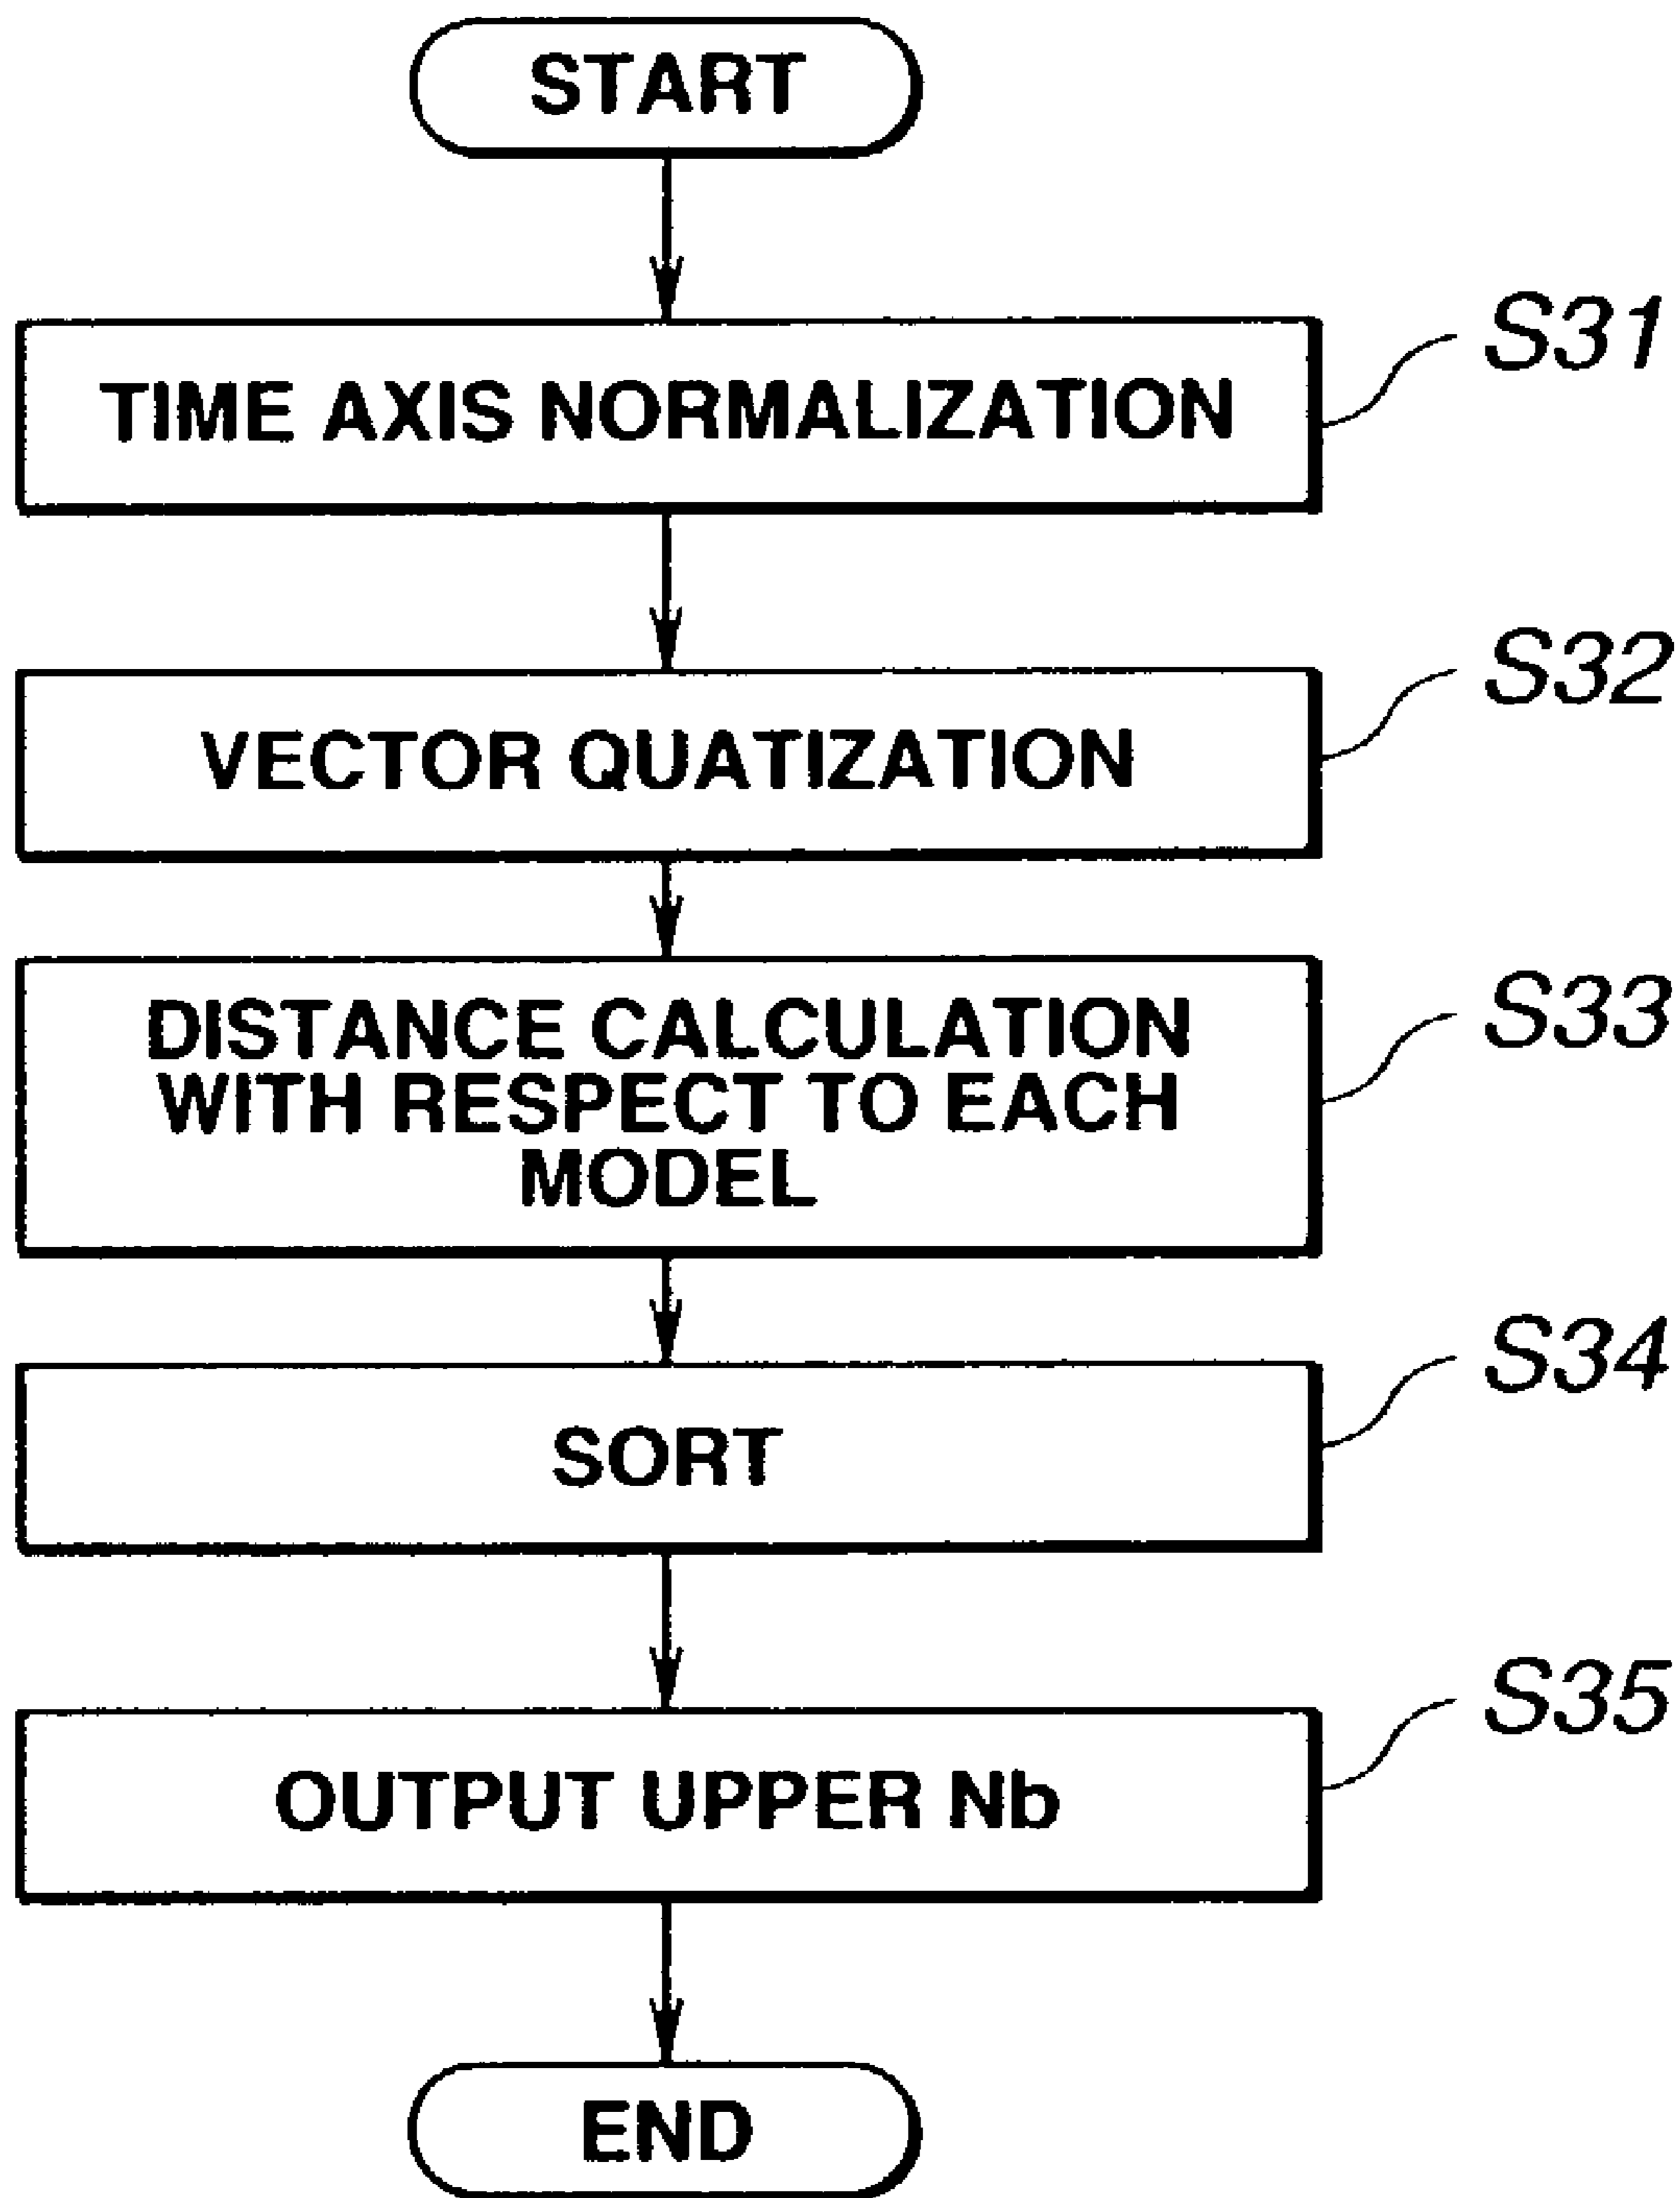 START
TIME AXIS NORMALIZATION
S31
VECTOR QUATIZATION
S32
DISTANCE CALCULATION
WITH RESPECT TO EACH
MODEL
S33
SORT
S34
OUTPUT UPPER Nb
S35
END